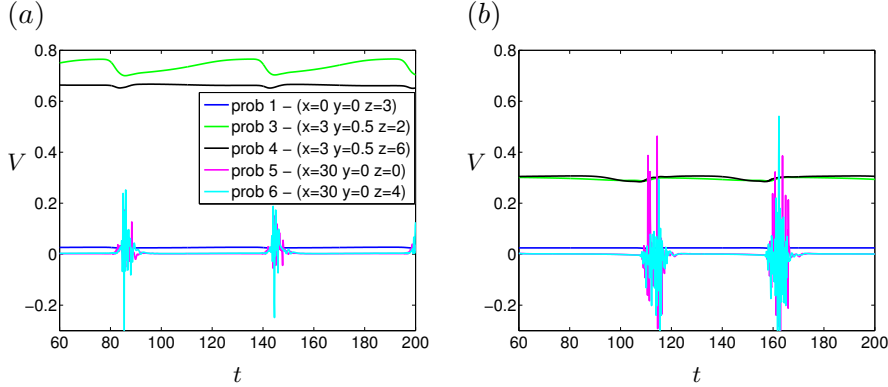 (a)
(b)
0.8
0.6
0.4
0.2
0
−0.2
V
60 80 100 120 140 160 180 200
t
prob 1 − (x=0 y=0 z=3)
prob 3 − (x=3 y=0.5 z=2)
prob 4 − (x=3 y=0.5 z=6)
prob 5 − (x=30 y=0 z=0)
prob 6 − (x=30 y=0 z=4)
0.8
0.6
0.4
0.2
0
−0.2
V
60 80 100 120 140 160 180 200
t